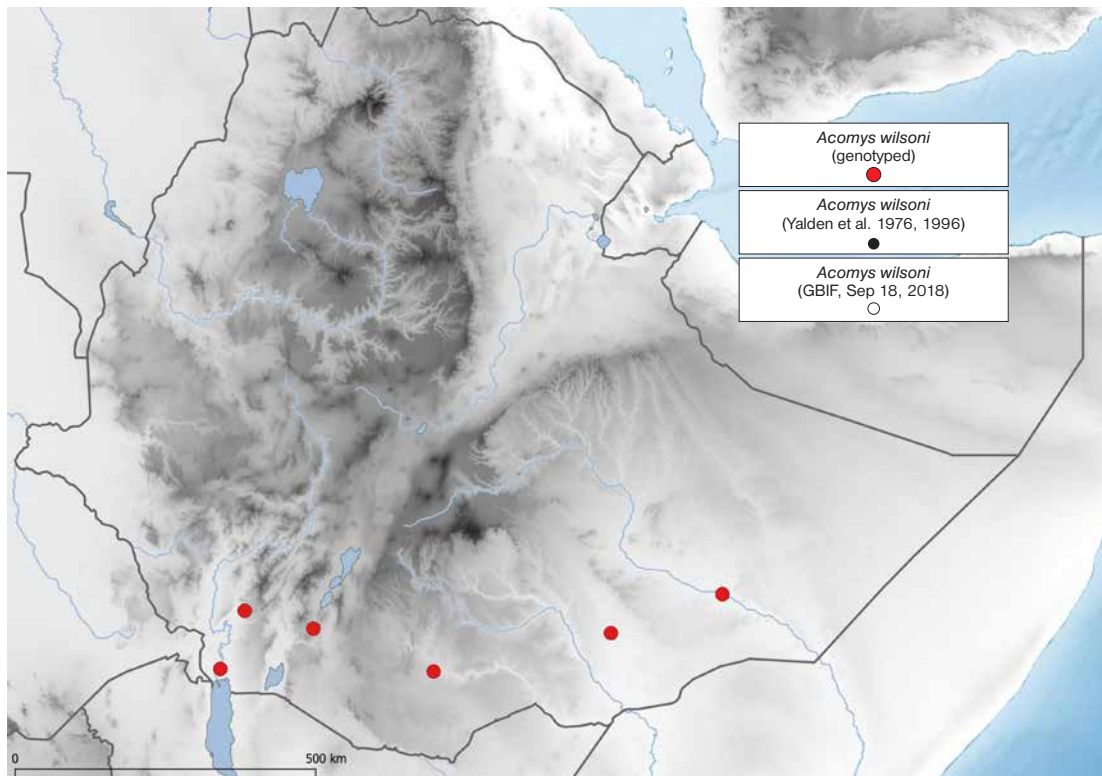 Acomys wilsoni
(genotyped)
Acomys wilsoni
(Yalden et al. 1976, 1996)
Acomys wilsoni
(GBIF, Sep 18, 2018)
0 500 km